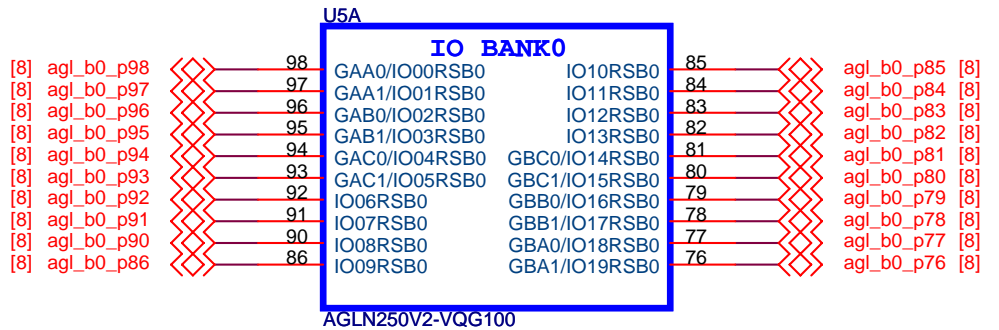 U5A
IO BANK0
[8] agl_b0_p98 98 GAA0/IO00RSB0 IO10RSB0 85 agl_b0_p85 [8]
[8] agl_b0_p97 97 GAA1/IO01RSB0 IO11RSB0 84 agl_b0_p84 [8]
[8] agl_b0_p96 96 GAB0/IO02RSB0 IO12RSB0 83 agl_b0_p83 [8]
[8] agl_b0_p95 95 GAB1/IO03RSB0 IO13RSB0 82 agl_b0_p82 [8]
[8] agl_b0_p94 94 GAC0/IO04RSB0 GBC0/IO14RSB0 81 agl_b0_p81 [8]
[8] agl_b0_p93 93 GAC1/IO05RSB0 GBC1/IO15RSB0 80 agl_b0_p80 [8]
[8] agl_b0_p92 92 IO06RSB0 GBB0/IO16RSB0 79 agl_b0_p79 [8]
[8] agl_b0_p91 91 IO07RSB0 GBB1/IO17RSB0 78 agl_b0_p78 [8]
[8] agl_b0_p90 90 IO08RSB0 GBA0/IO18RSB0 77 agl_b0_p77 [8]
[8] agl_b0_p86 86 IO09RSB0 GBA1/IO19RSB0 76 agl_b0_p76 [8]
AGLN250V2-VQG100